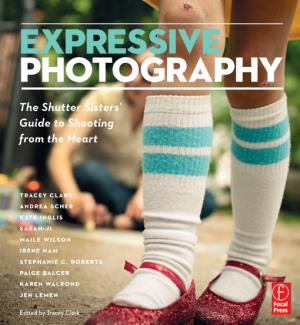 EXPRESSIVE
PHOTOGRAPHY
The Shutter Sisters'
Guide to Shooting
from the Heart
TRACEY CLARK
ANDREA SCHER
KATE INGLIS
SARAH-JI
MAILE WILSON
IRENE NAM
STEPHANIE C. ROBERTS
PAIGE BALCER
KAREN WALROND
JEN LEMEN
Edited by Tracey Clark
Focal
Press